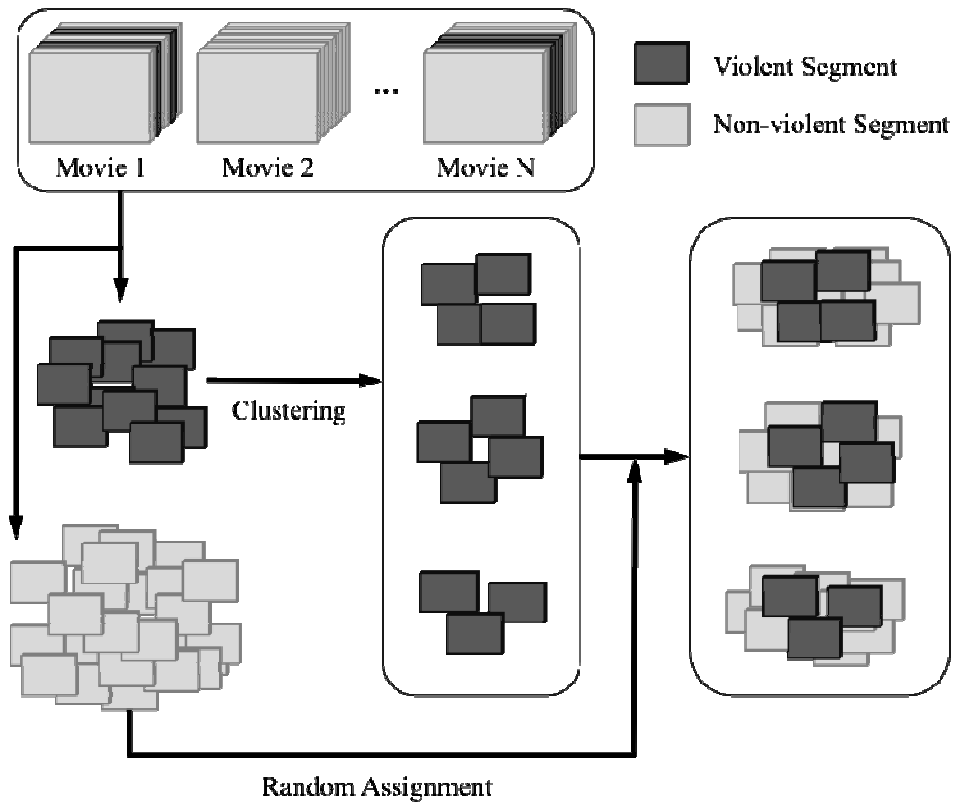 Violent Segment
Non-violent Segment
...
Movie 1
Movie 2
Movie N
Clustering
Random Assignment